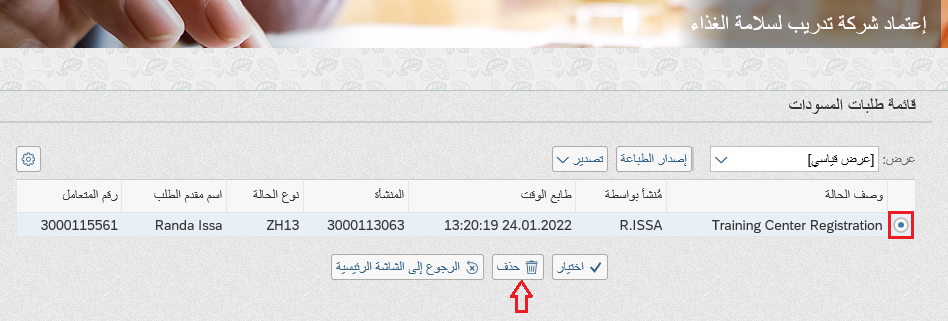 إعتماد شركة تدريب لسلامة الغذاء
قائمة طلبات المسودات
عرض: [عرض قياسي] إصدار الطباعة تصدير
وصف الحالة مُنشأ بواسطة طابع الوقت المنشأة نوع الحالة اسم مقدم الطلب رقم المتعامل
Training Center Registration R.ISSA 13:20:19 24.01.2022 3000113063 ZH13 Randa Issa 3000115561
اختيار حذف الرجوع إلى الشاشة الرئيسية